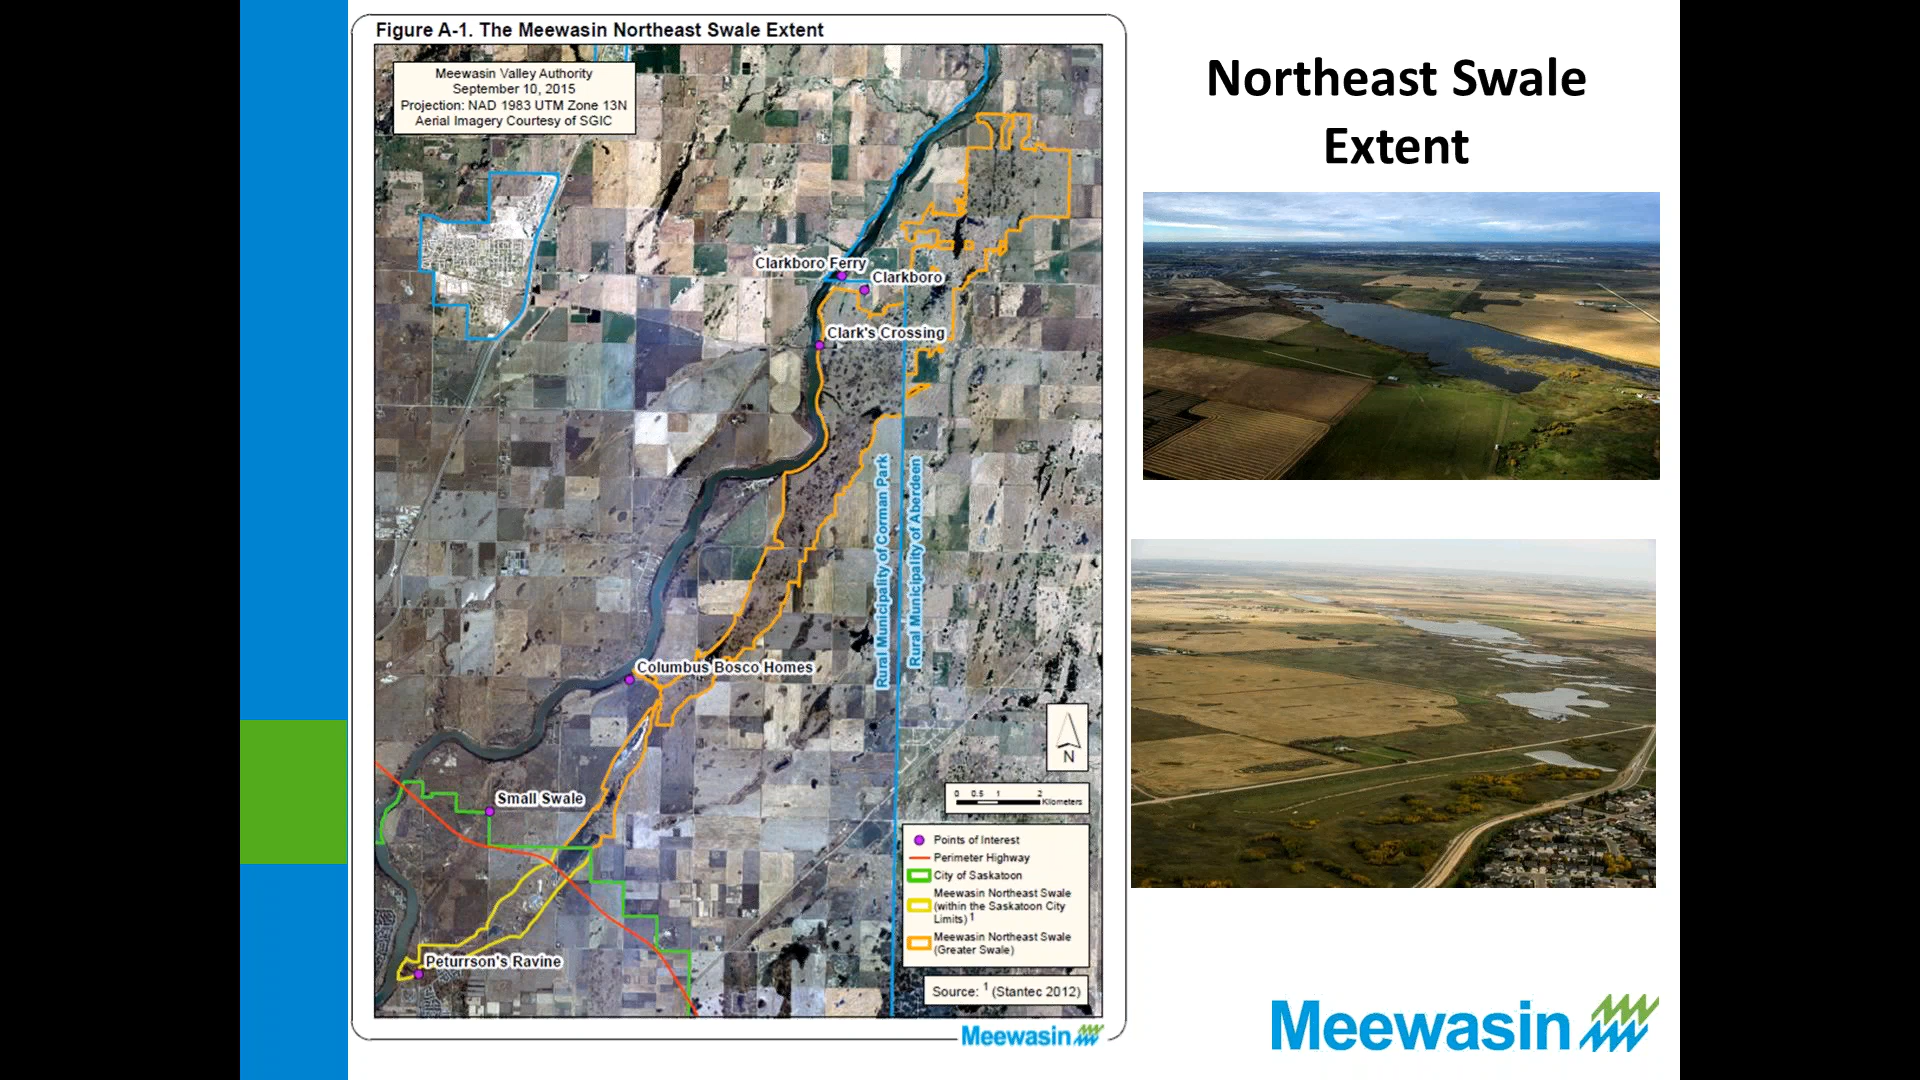 Figure A-1. The Meewasin Northeast Swale Extent
Meewasin Valley Authority
September 10, 2015
Projection: NAD 1983 UTM Zone 13N
Aerial Imagery Courtesy of SGIC
Clarkboro Ferry
Clarkboro
Clark's Crossing
Rural Municipality of Corman Park
Rural Municipality of Aberdeen
Columbus Bosco Homes
Small Swale
Peturrson's Ravine
N
0 0.5 1 2
Kilometers
Points of Interest
Perimeter Highway
City of Saskatoon
Meewasin Northeast Swale
(within the Saskatoon City
Limits) 1
Meewasin Northeast Swale
(Greater Swale)
Source: 1 (Stantec 2012)
Meewasin
Northeast Swale
Extent
Meewasin